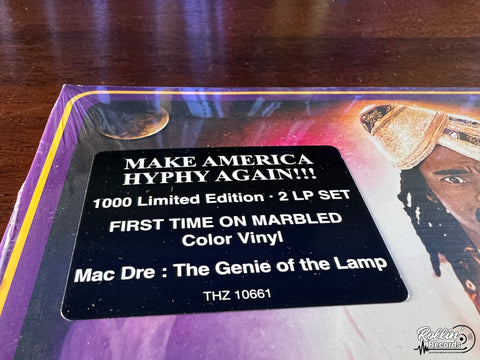 MAKE AMERICA
HYPHY AGAIN!!!
1000 Limited Edition · 2 LP SET
FIRST TIME ON MARBLED
Color Vinyl
Mac Dre : The Genie of the Lamp
THZ 10661
Rollin'
Records